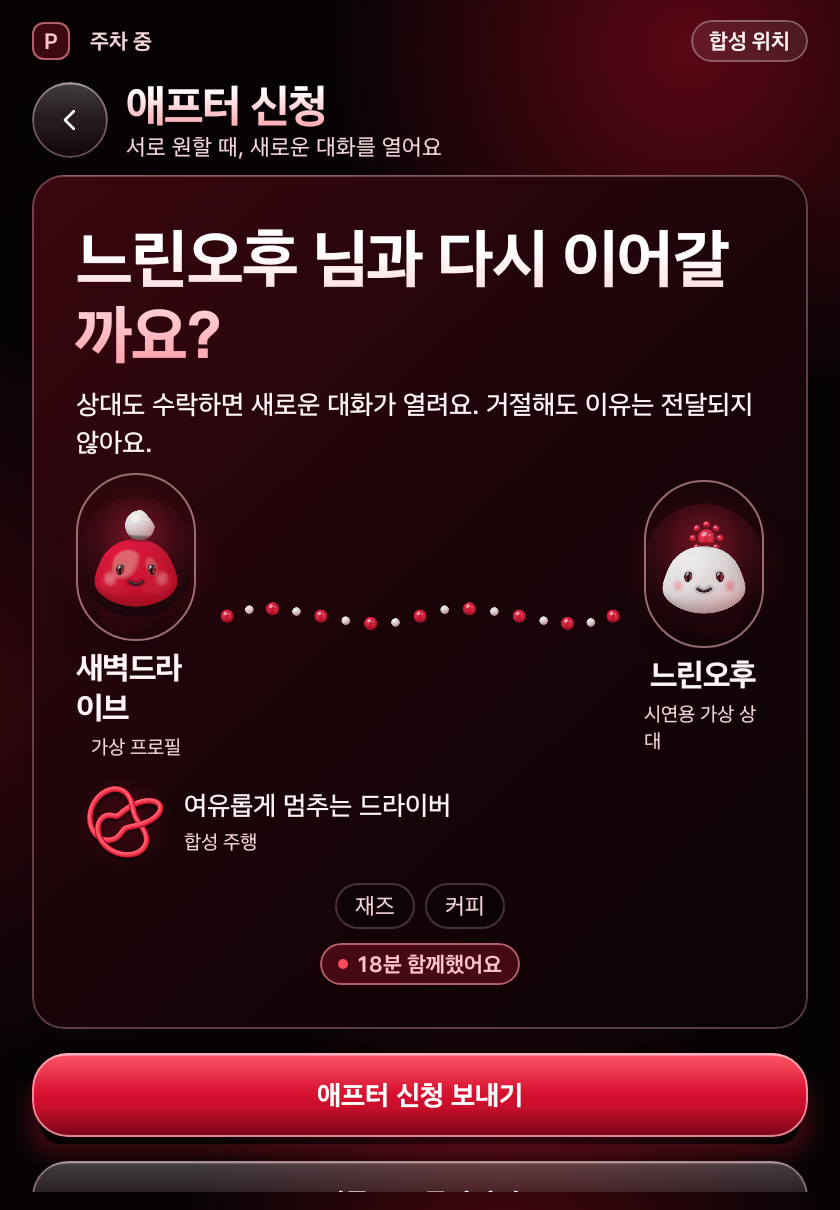 P 주차 중
합성 위치
애프터 신청
서로 원할 때, 새로운 대화를 열어요
느린오후 님과 다시 이어갈
까요?
상대도 수락하면 새로운 대화가 열려요. 거절해도 이유는 전달되지
않아요.
새벽드라
이브
가상 프로필
느린오후
시연용 가상 상
대
여유롭게 멈추는 드라이버
합성 주행
재즈
커피
18분 함께했어요
애프터 신청 보내기